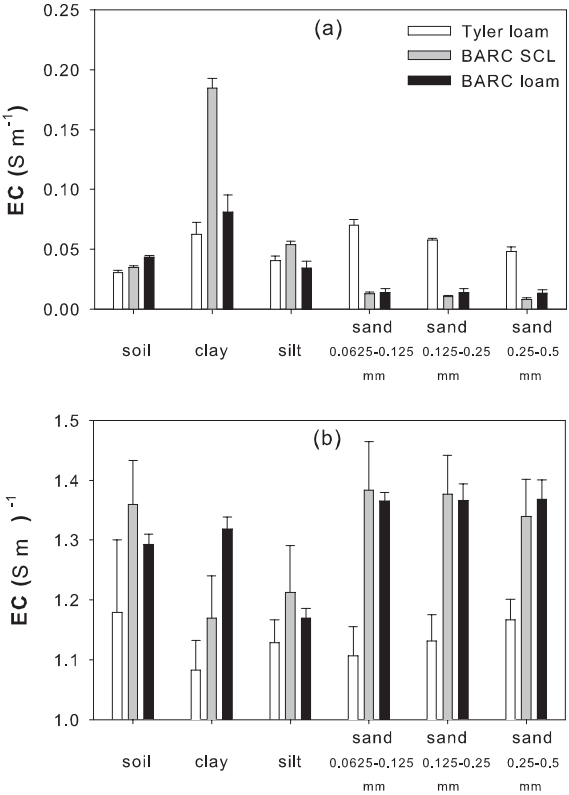 (a)
Tyler loam
BARC SCL
BARC loam
EC (S m-1)
0.25
0.20
0.15
0.10
0.05
0.00
soil clay silt sand sand sand
0.0625-0.125 0.125-0.25 0.25-0.5
mm mm mm
(b)
EC (S m ) -1
1.5
1.4
1.3
1.2
1.1
1.0
soil clay silt sand sand sand
0.0625-0.125 0.125-0.25 0.25-0.5
mm mm mm